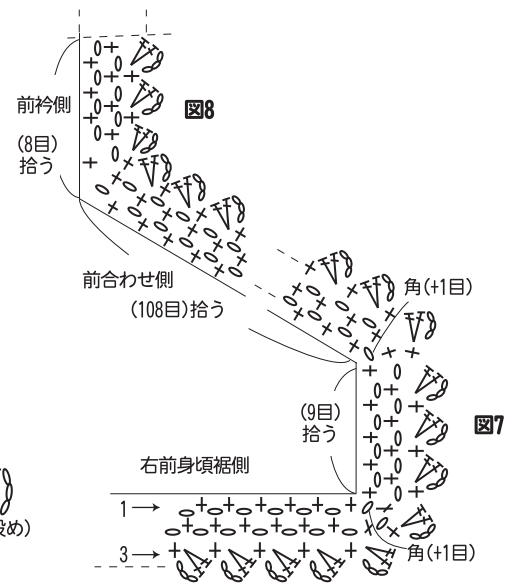 前衿側
図8
(8目)
拾う
前合わせ側
(108目)拾う
角(+1目)
(9目)
拾う
図7
右前身頃裾側
1→
3→
め)
角(+1目)